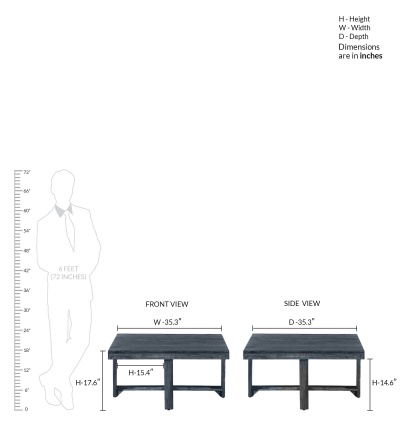 H - Height
W - Width
D - Depth
Dimensions
are in inches
72"
66"
60"
54"
48"
42"
36"
30"
24"
18"
12"
6"
0
6 FEET
(72 INCHES)
FRONT VIEW
SIDE VIEW
W -35.3"
D -35.3"
H-15.4"
H-17.6"
H-14.6"